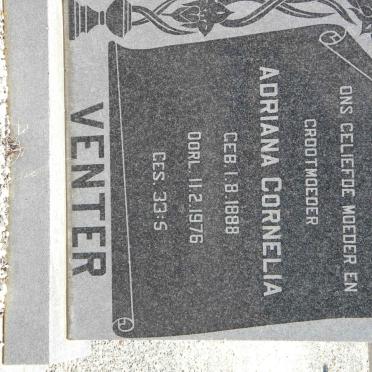 ONS GELIEFDE MOEDER EN
GROOTMOEDER
ADRIANA CORNELIA
GEB. 1.8.1888
OORL. 11.2.1976
GES. 33:5
VENTER